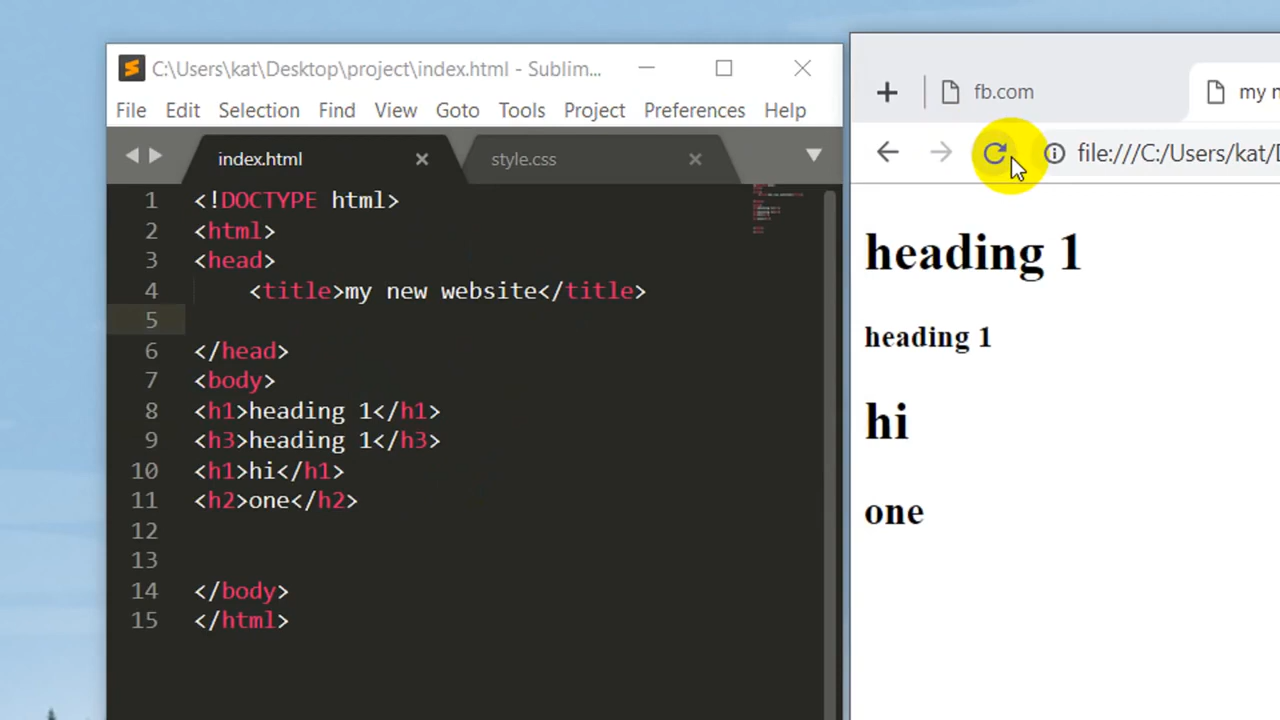 C:\Users\kat\Desktop\project\index.html - Sublim...
File Edit Selection Find View Goto Tools Project Preferences Help
index.html style.css
1 <!DOCTYPE html>
2 <html>
3 <head>
4 <title>my new website</title>
5
6 </head>
7 <body>
8 <h1>heading 1</h1>
9 <h3>heading 1</h3>
10 <h1>hi</h1>
11 <h2>one</h2>
12
13
14 </body>
15 </html>
fb.com my n
file:///C:/Users/kat/D
heading 1
heading 1
hi
one